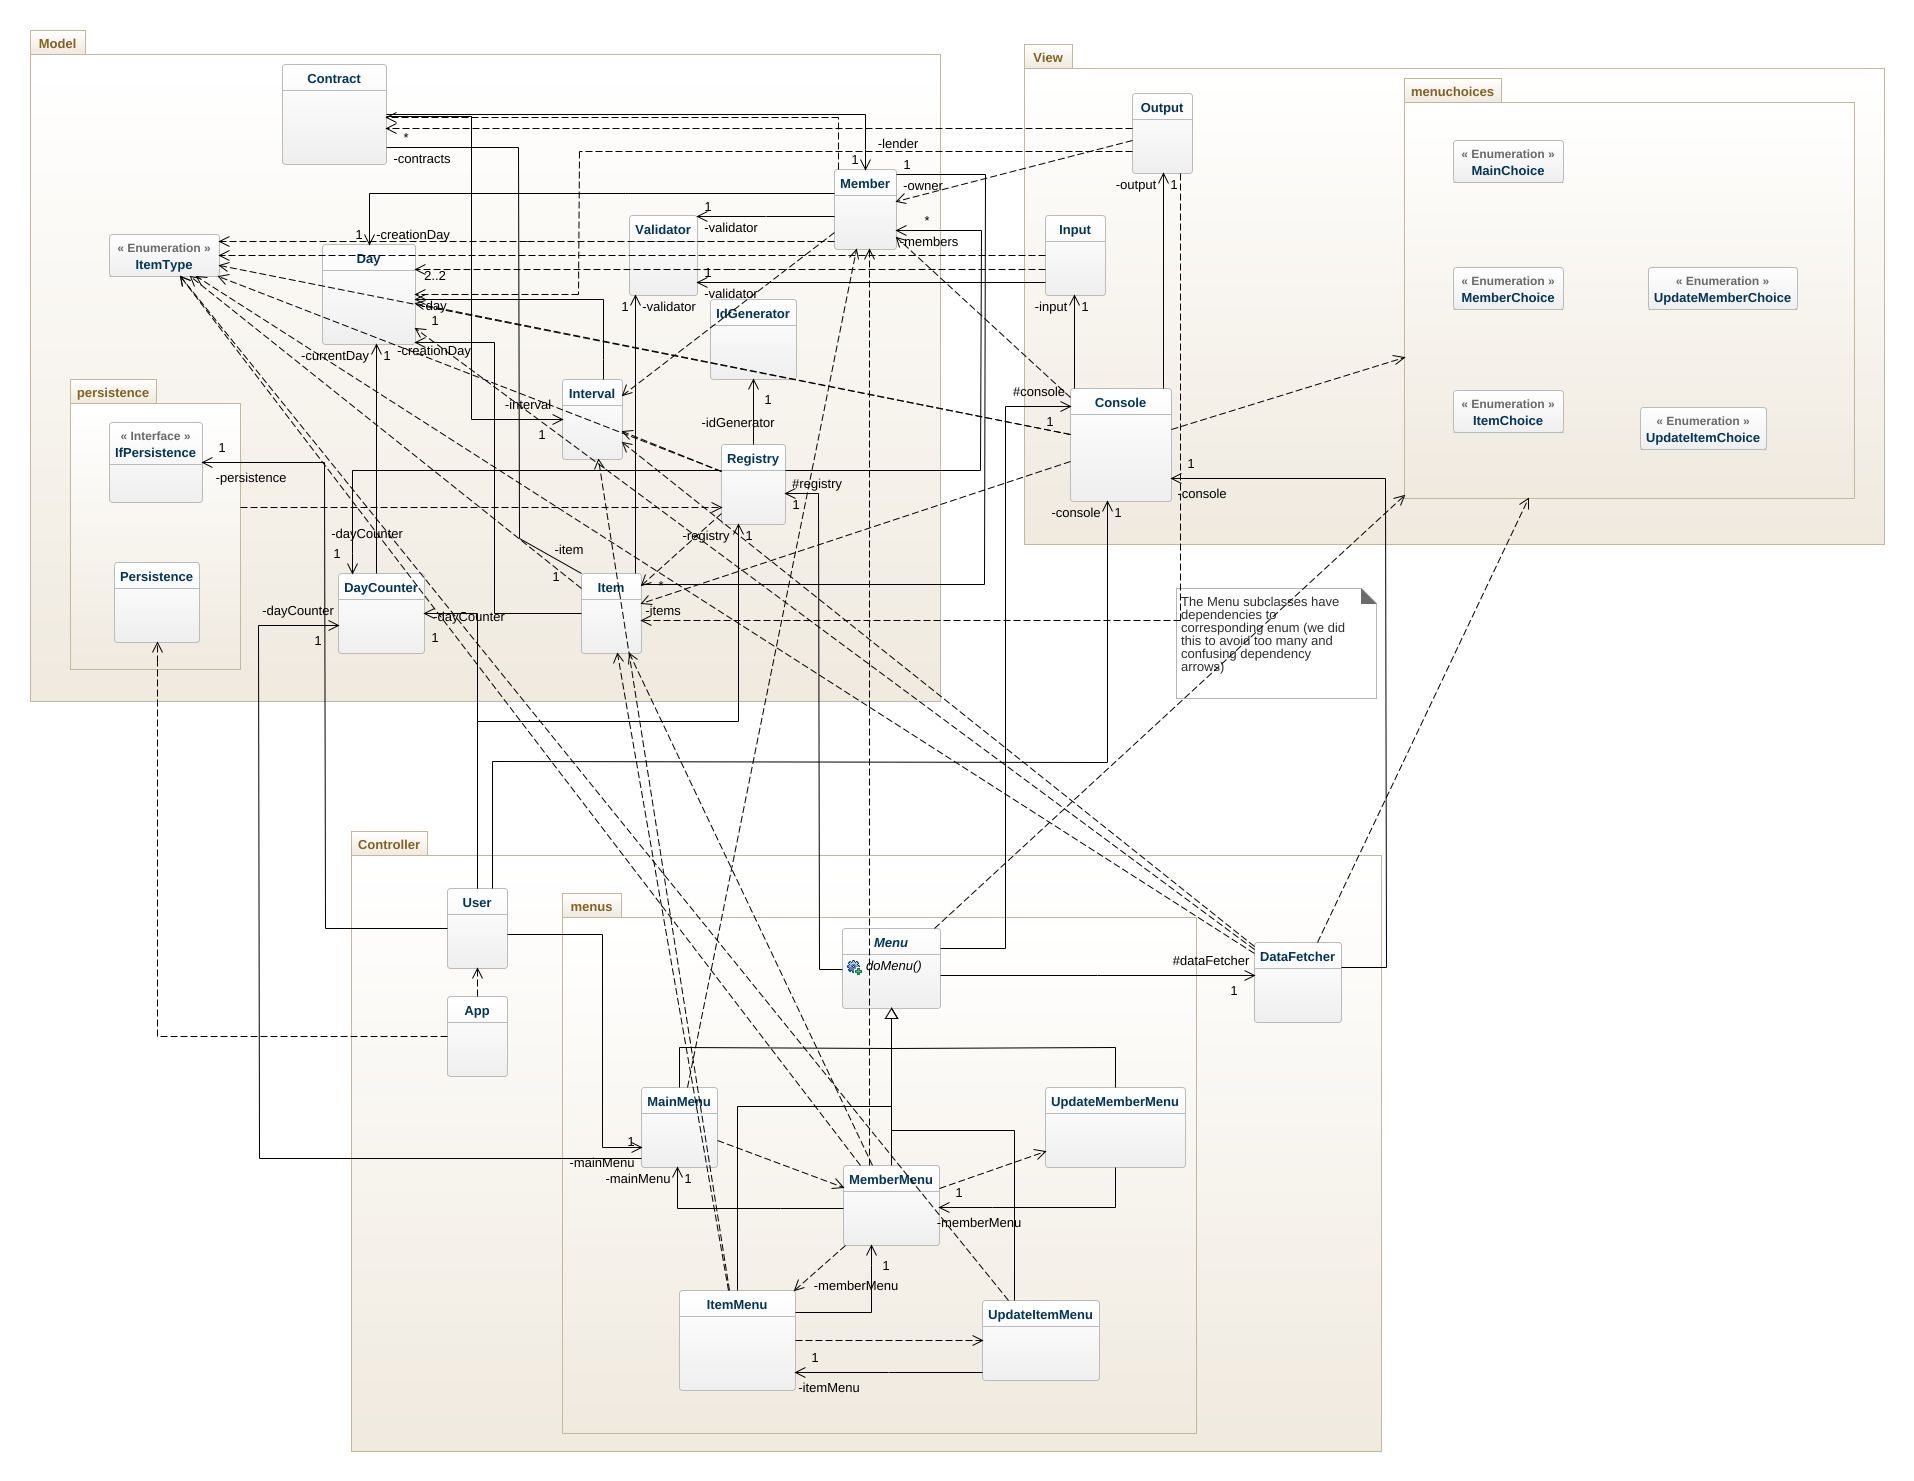 Model
View
Contract
menuchoices
Output
« Enumeration »
MainChoice
*
-contracts
-lender
1
1
Member
-owner
-output
1
1
-validator
*
-members
Validator
Input
1
-creationDay
« Enumeration »
ItemType
Day
2..2
1
-validator
-day
1
1
-validator
IdGenerator
-input
1
« Enumeration »
MemberChoice
« Enumeration »
UpdateMemberChoice
-currentDay
1
-creationDay
persistence
Interval
-interval
1
1
-idGenerator
#console
1
Console
« Enumeration »
ItemChoice
« Enumeration »
UpdateItemChoice
« Interface »
IfPersistence
1
-persistence
Registry
#registry
1
1
-console
-console
1
-dayCounter
1
-item
1
-registry
1
Persistence
DayCounter
Item
*
-items
-dayCounter
1
-dayCounter
1
The Menu subclasses have
dependencies to
corresponding enum (we did
this to avoid too many and
confusing dependency
arrows)
Controller
User
menus
Menu
doMenu()
#dataFetcher
1
DataFetcher
App
MainMenu
UpdateMemberMenu
1
-mainMenu
-mainMenu
1
MemberMenu
1
-memberMenu
1
-memberMenu
ItemMenu
UpdateItemMenu
1
-itemMenu